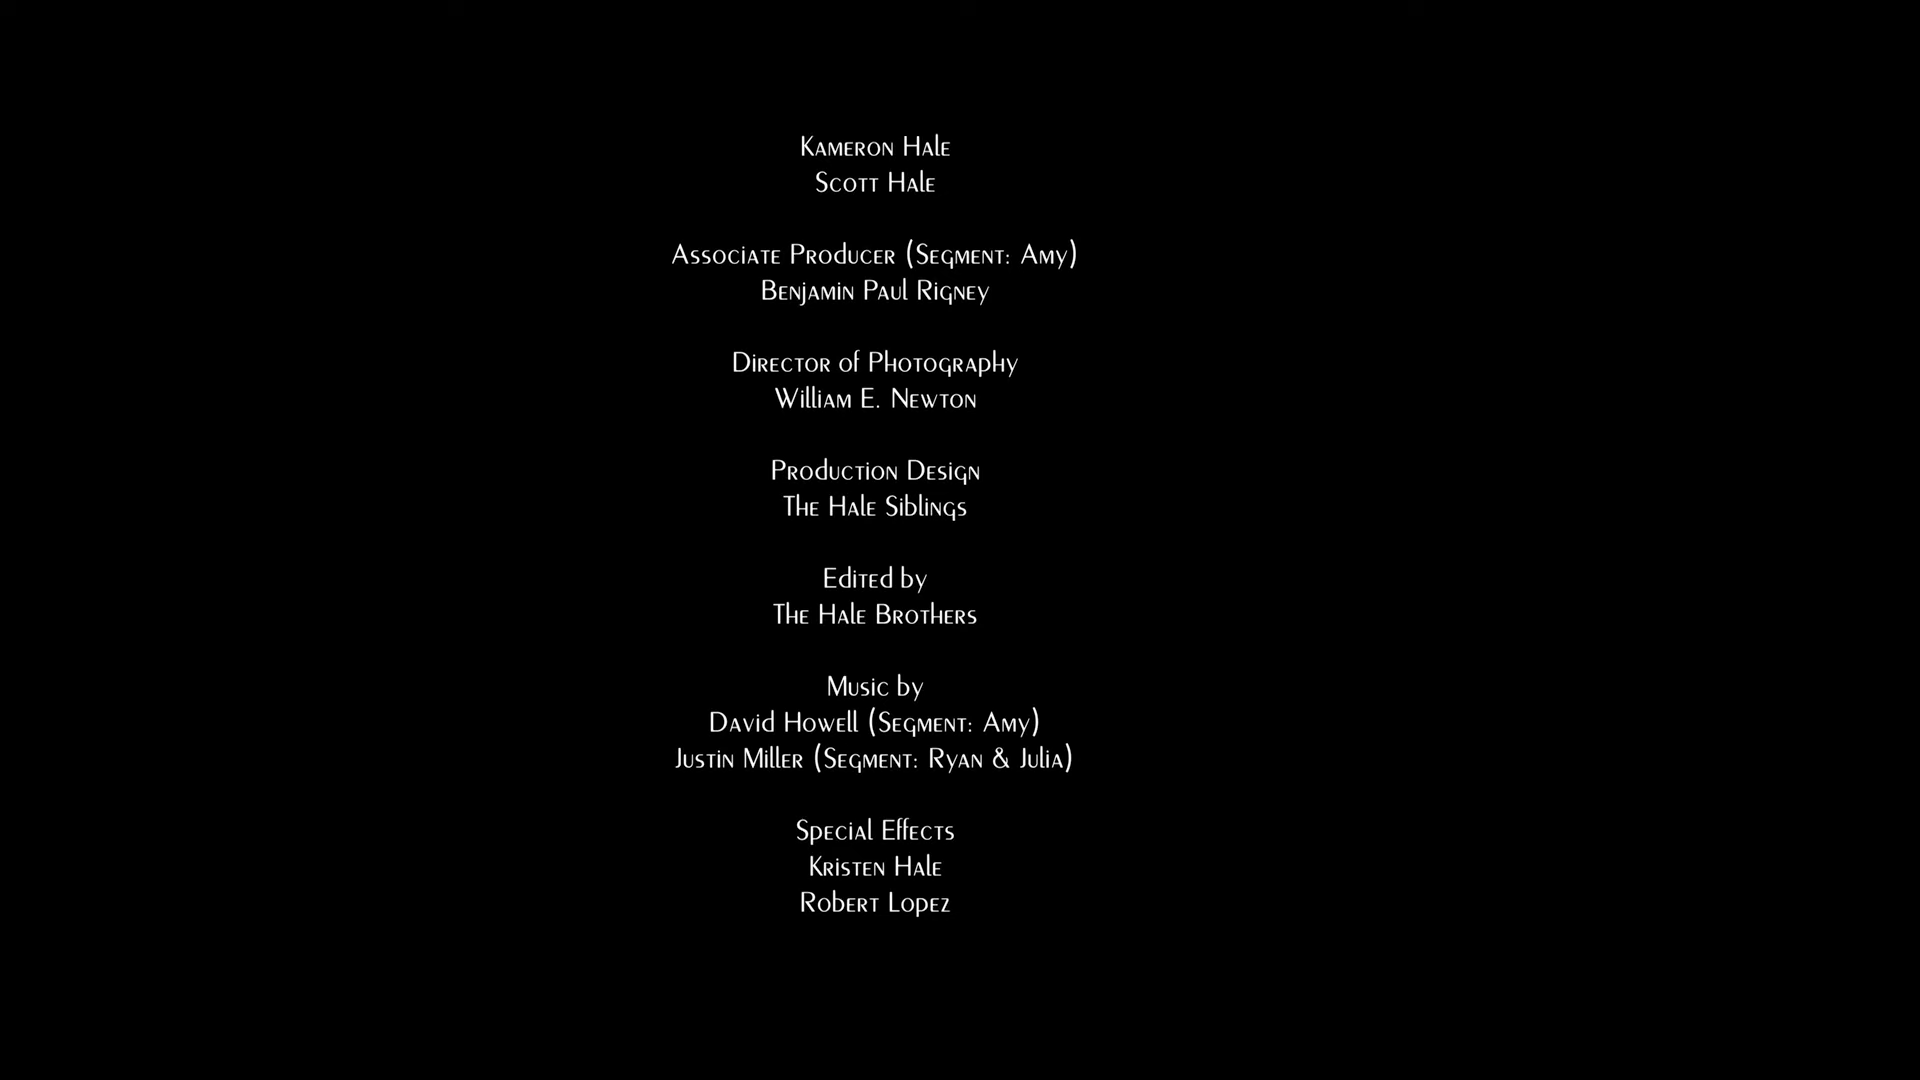 Kameron Hale
Scott Hale
Associate Producer (Segment: Amy)
Benjamin Paul Rigney
Director of Photography
William E. Newton
Production Design
The Hale Siblings
Edited by
The Hale Brothers
Music by
David Howell (Segment: Amy)
Justin Miller (Segment: Ryan & Julia)
Special Effects
Kristen Hale
Robert Lopez